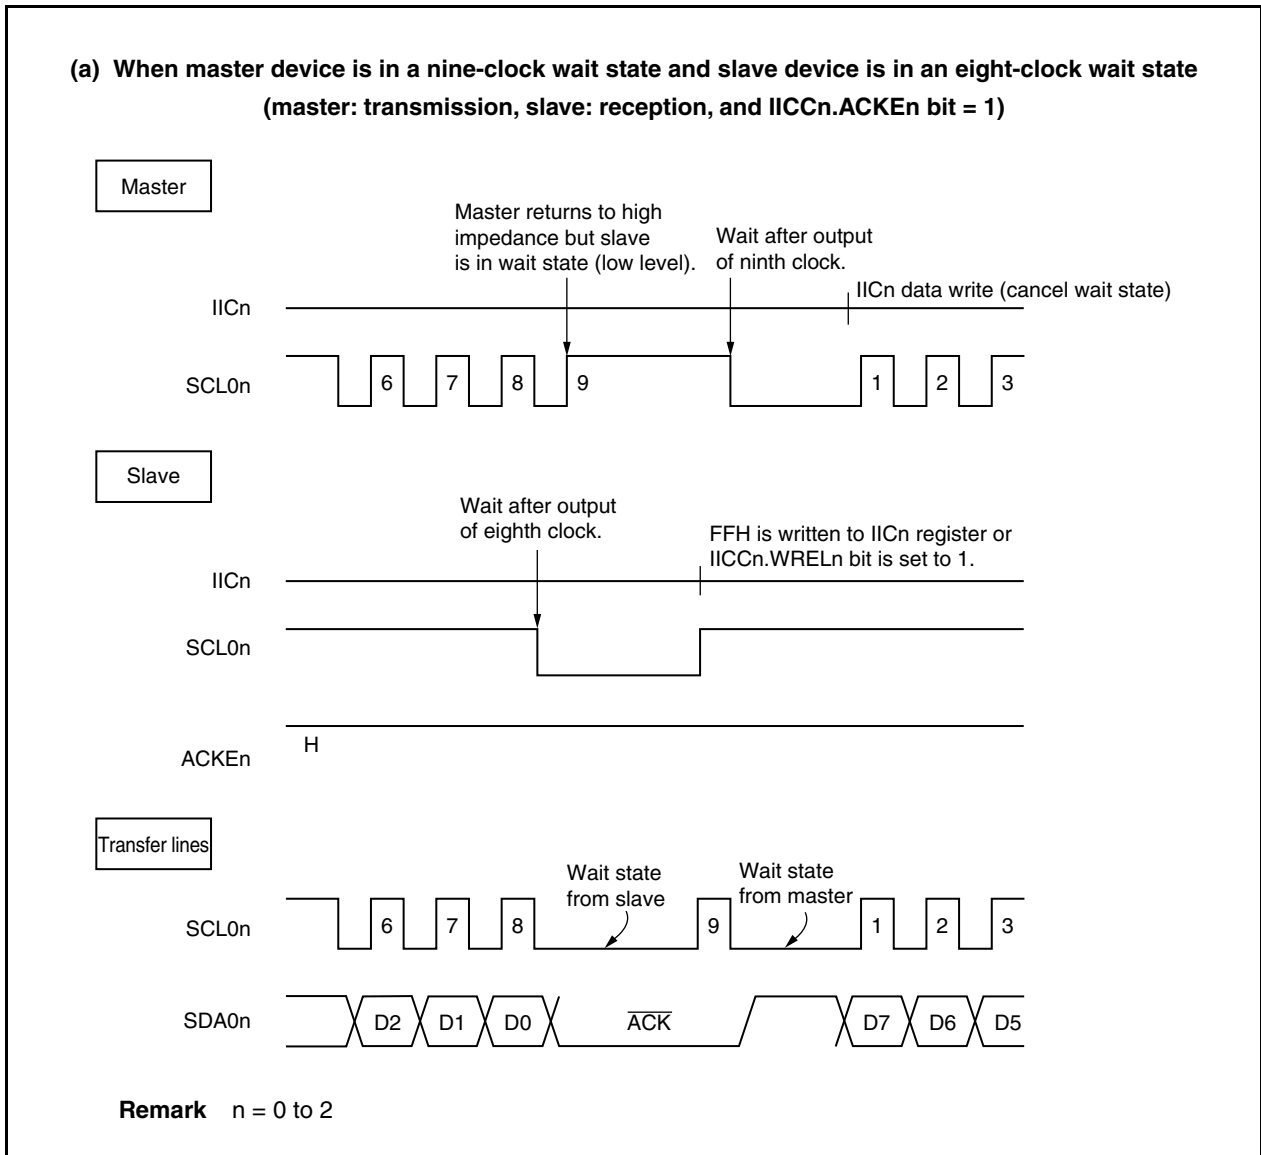 (a) When master device is in a nine-clock wait state and slave device is in an eight-clock wait state
(master: transmission, slave: reception, and IICCn.ACKEn bit = 1)
Master
Master returns to high
impedance but slave
is in wait state (low level).
Wait after output
of ninth clock.
IICn data write (cancel wait state)
IICn
SCL0n
6 7 8 9 1 2 3
Slave
Wait after output
of eighth clock.
FFH is written to IICn register or
IICCn.WRELn bit is set to 1.
IICn
SCL0n
H
ACKEn
Transfer lines
Wait state
from slave
Wait state
from master
SCL0n
6 7 8 9 1 2 3
SDA0n
D2 D1 D0 ACK D7 D6 D5
Remark n = 0 to 2